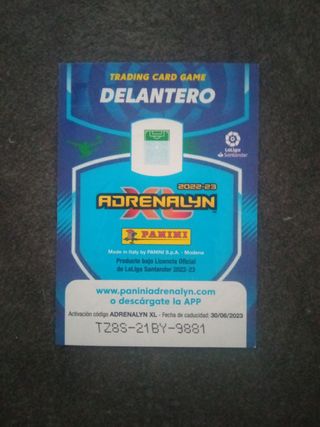 TRADING CARD GAME
DELANTERO
LaLiga
Santander
2022-23
ADRENALYN
XL
PANINI
Made in Italy by PANINI S.p.A. - Modena
Producto bajo Licencia Oficial
de LaLiga Santander 2022-23
www.paniniadrenalyn.com
o descárgate la APP
Activación código ADRENALYN XL - Fecha de caducidad: 30/06/2023
TZ8S-21BY-9881